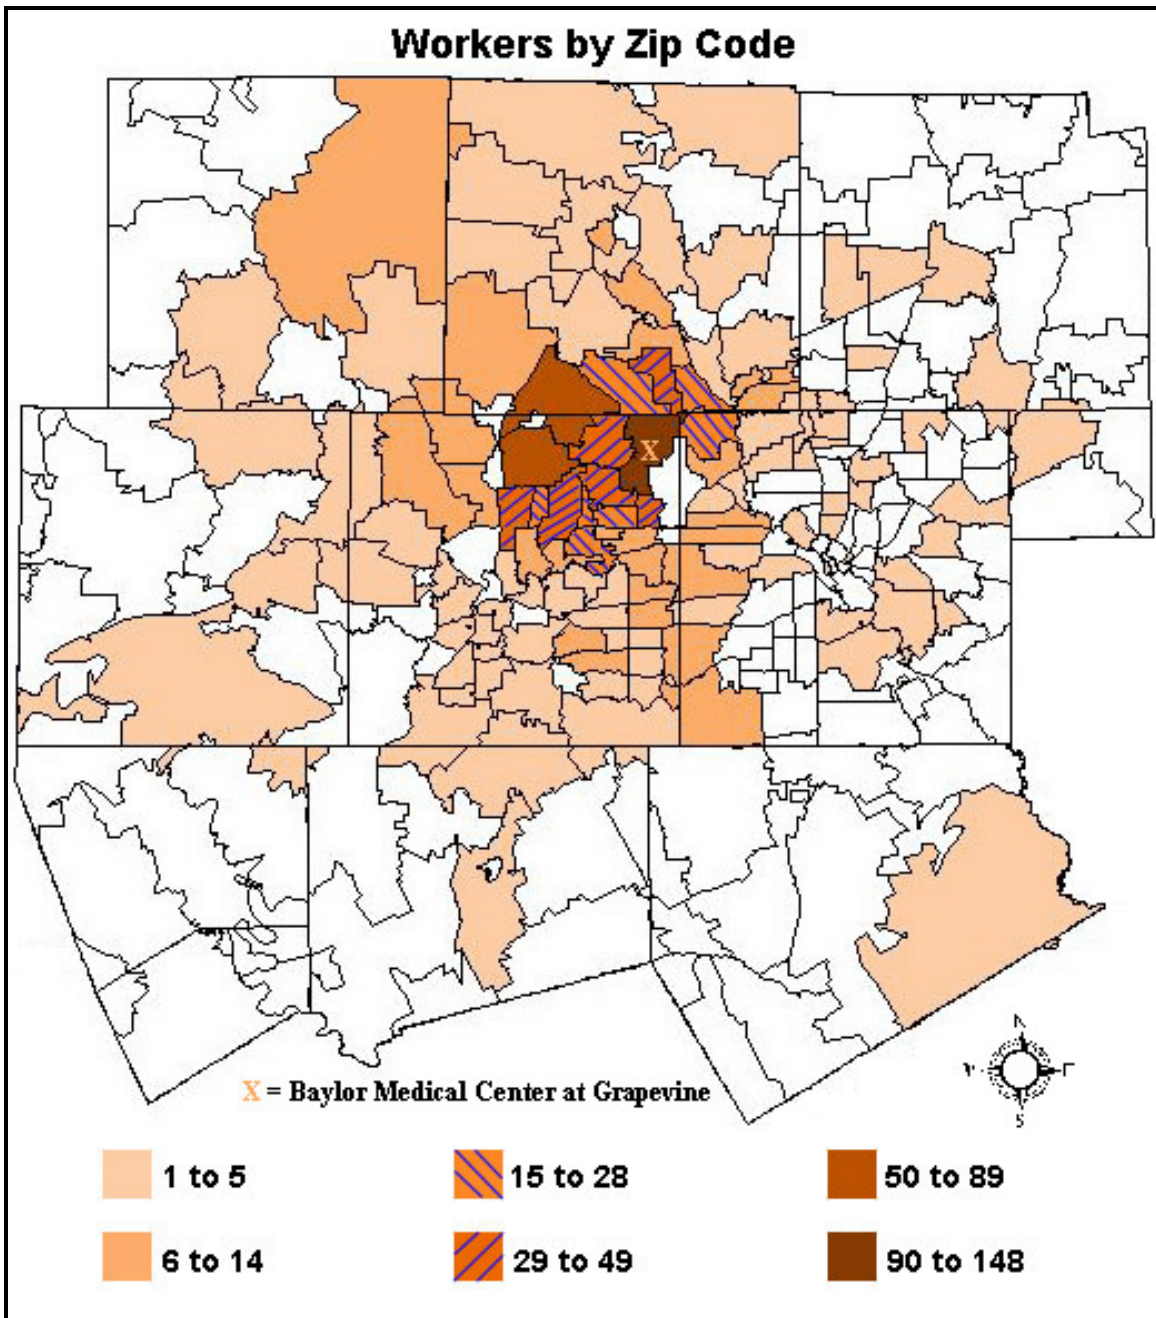 Workers by Zip Code
X
N
S
X = Baylor Medical Center at Grapevine
1 to 5
15 to 28
50 to 89
6 to 14
29 to 49
90 to 148